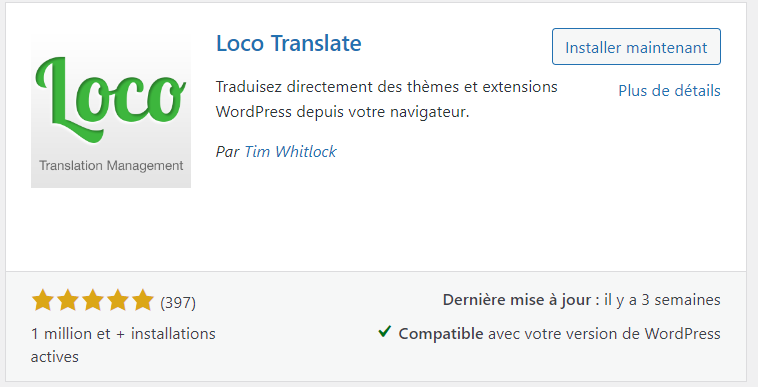 Loco
Translation Management
Loco Translate
Installer maintenant
Plus de détails
Traduisez directement des thèmes et extensions
WordPress depuis votre navigateur.
Par Tim Whitlock
(397)
1 million et + installations
actives
Dernière mise à jour : il y a 3 semaines
Compatible avec votre version de WordPress